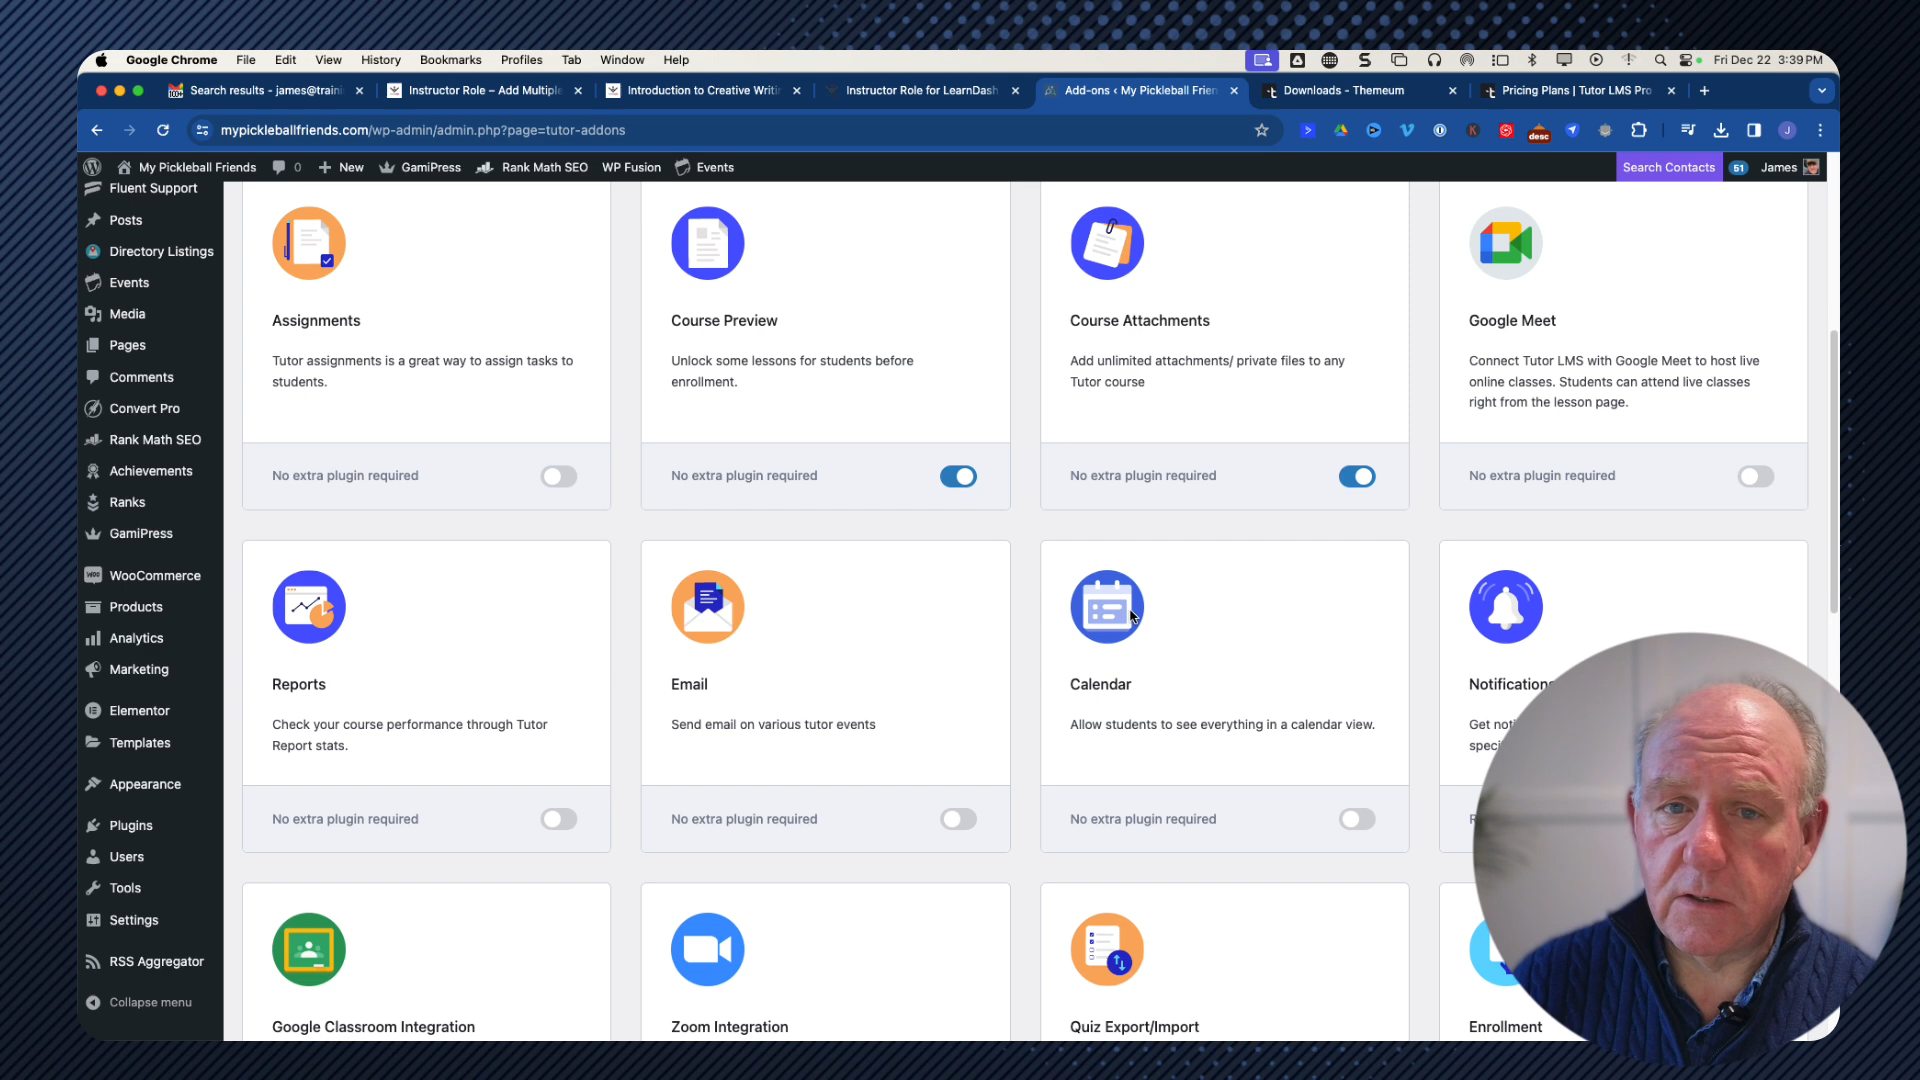 Google Chrome File Edit View History Bookmarks Profiles Tab Window Help Fri Dec 22 3:39 PM
Search results - james@traini Instructor Role – Add Multiple Introduction to Creative Writi Instructor Role for LearnDash Add-ons ‹ My Pickleball Frien Downloads - Themeum Pricing Plans | Tutor LMS Pro
mypickleballfriends.com/wp-admin/admin.php?page=tutor-addons
desc
J
My Pickleball Friends 0 New GamiPress Rank Math SEO WP Fusion Events Search Contacts 51 James
Fluent Support
Posts
Directory Listings
Events
Media
Pages
Comments
Convert Pro
Rank Math SEO
Achievements
Ranks
GamiPress
WooCommerce
Products
Analytics
Marketing
Elementor
Templates
Appearance
Plugins
Users
Tools
Settings
RSS Aggregator
Collapse menu
Assignments
Tutor assignments is a great way to assign tasks to
students.
No extra plugin required
Course Preview
Unlock some lessons for students before
enrollment.
No extra plugin required
Course Attachments
Add unlimited attachments/ private files to any
Tutor course
No extra plugin required
Google Meet
Connect Tutor LMS with Google Meet to host live
online classes. Students can attend live classes
right from the lesson page.
No extra plugin required
Reports
Check your course performance through Tutor
Report stats.
No extra plugin required
Email
Send email on various tutor events
No extra plugin required
Calendar
Allow students to see everything in a calendar view.
No extra plugin required
Notifications
Get
Google Classroom Integration
Zoom Integration
Quiz Export/Import
Enrollment